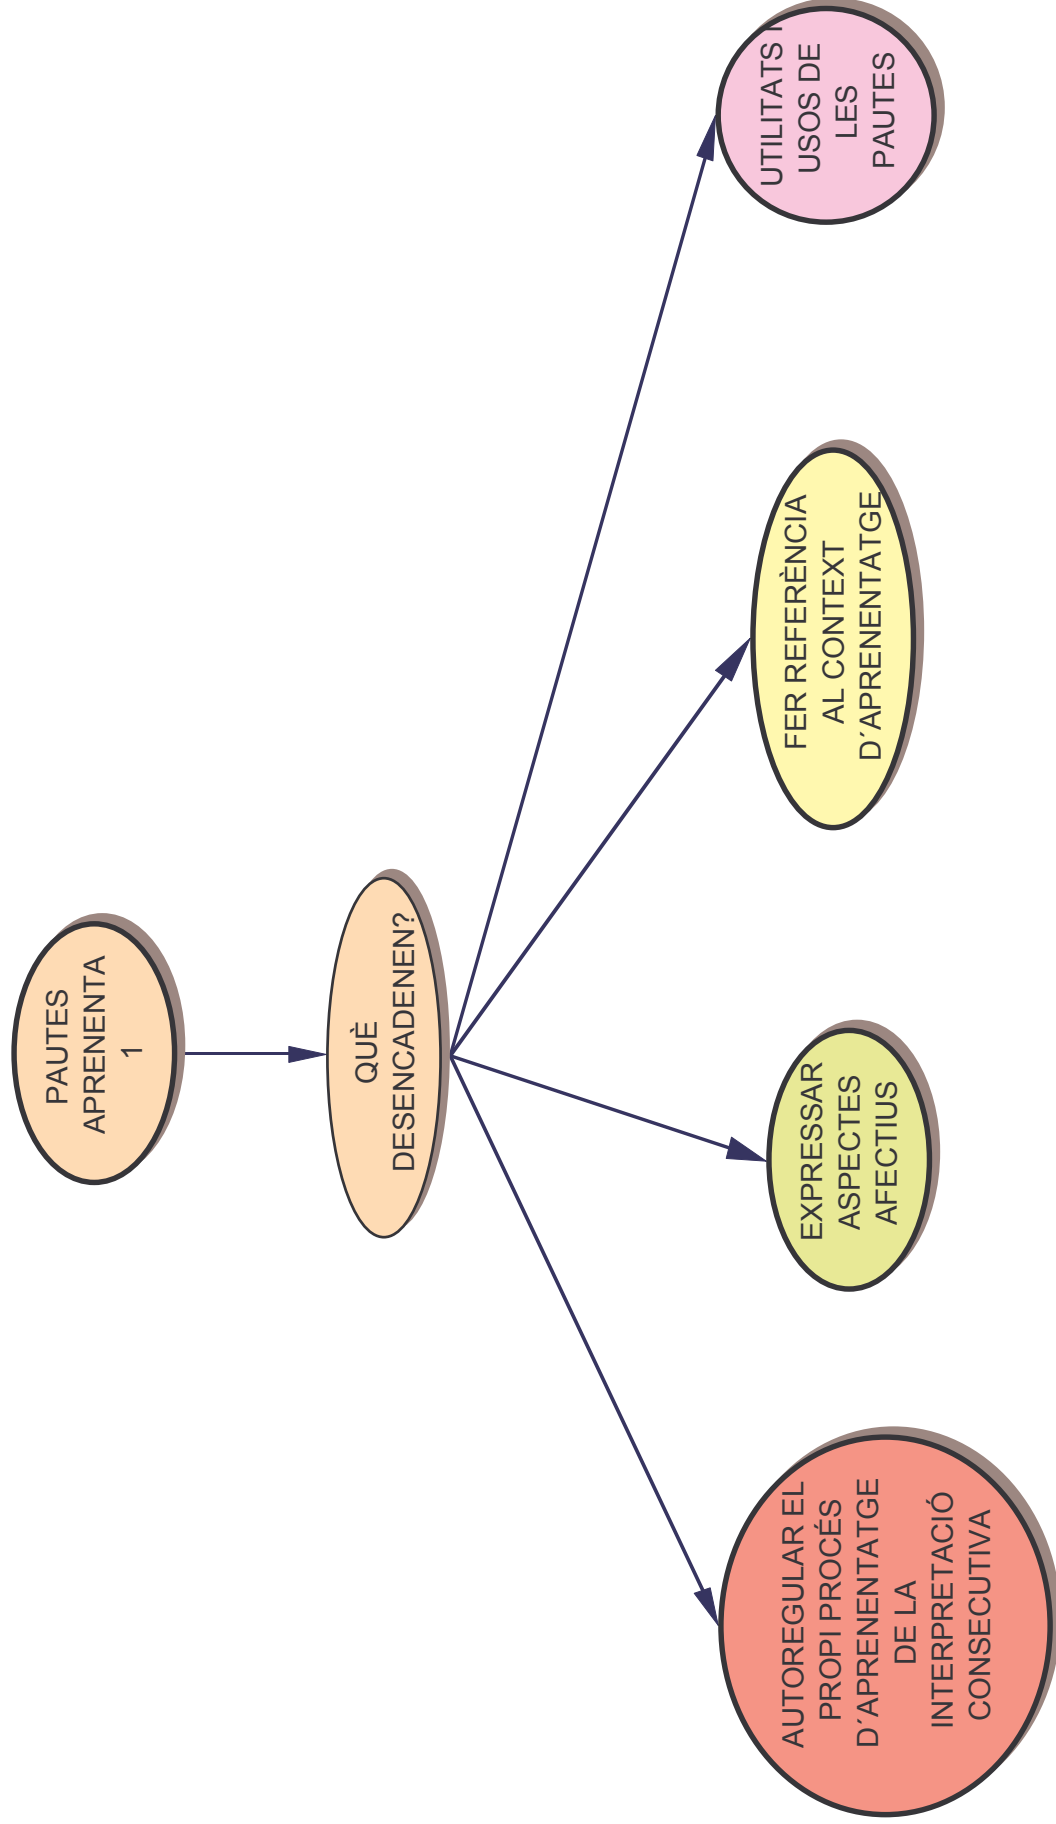 PAUTES
APRENENTA
1
QUÈ
DESENCADENEN?
AUTOREGULAR EL
PROPI PROCÉS
D´APRENENTATGE
DE LA
INTERPRETACIÓ
CONSECUTIVA
EXPRESSAR
ASPECTES
AFECTIUS
FER REFERÈNCIA
AL CONTEXT
D´APRENENTATGE
UTILITATS I
USOS DE
LES
PAUTES